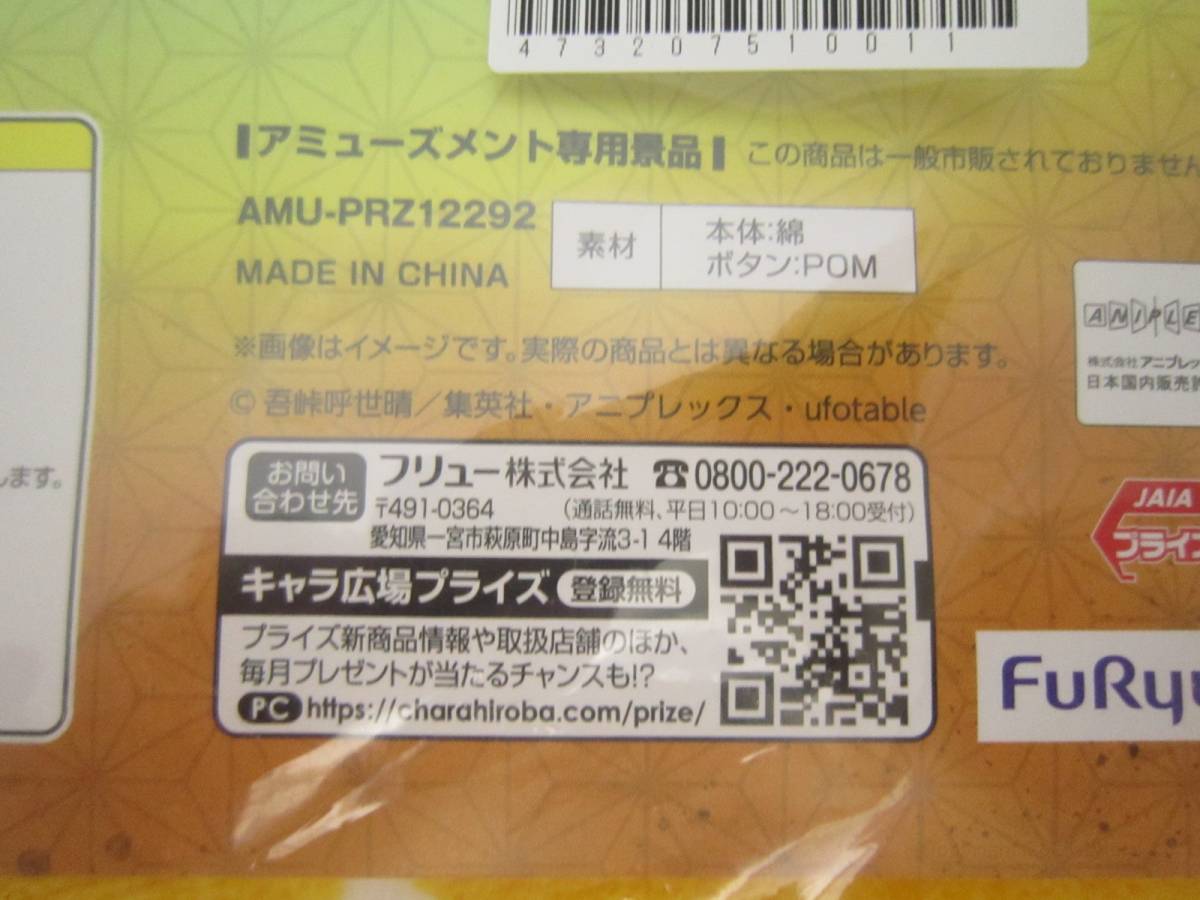 47320751001 1
アミューズメント専用景品 この商品は一般市販されておりません
AMU-PRZ12292
MADE IN CHINA
素材
本体:綿
ボタン:POM
※画像はイメージです。実際の商品とは異なる場合があります。
© 吾峠呼世晴／集英社・アニプレックス・ufotable
します。
ANIPLE
株式会社 アニプレッ
日本国内販売許
お問い
合わせ先
フリュー株式会社 ☎0800-222-0678
〒491-0364 (通話無料、平日10:00～18:00受付)
愛知県一宮市萩原町中島字流3-1 4階
キャラ広場プライズ 登録無料
プライズ新商品情報や取扱店舗のほか、
毎月プレゼントが当たるチャンスも!?
PC https://charahiroba.com/prize/
JAIA
プライズ
FuRyu